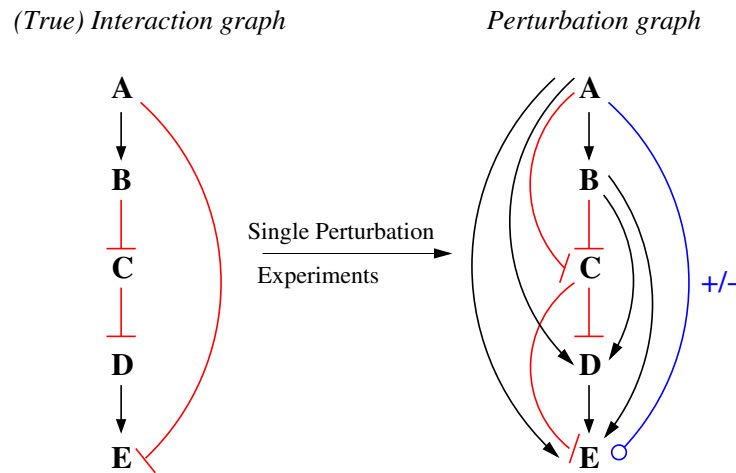 (True) Interaction graph
Perturbation graph
A
B
C
D
E
Single Perturbation
Experiments
A
B
C
D
E
+/-